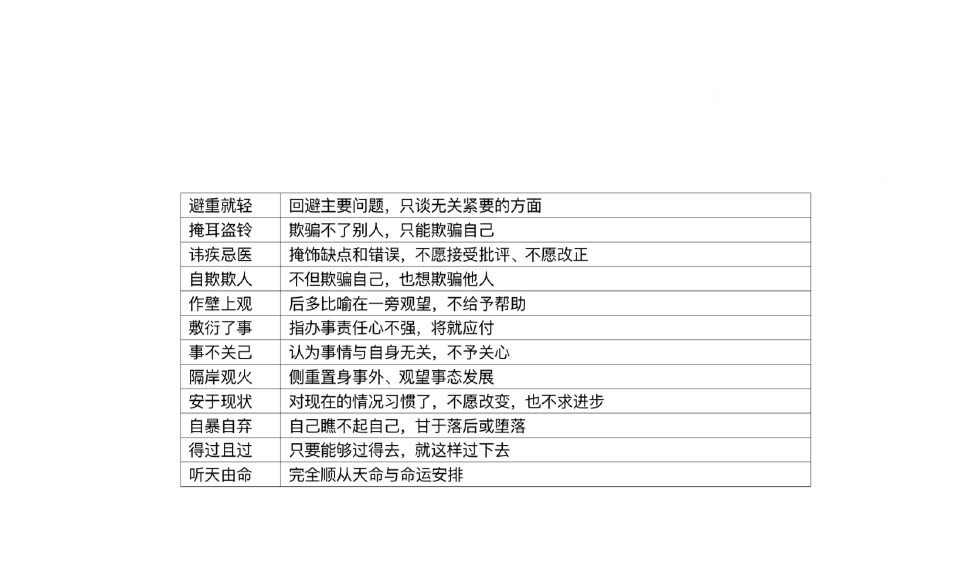 避重就轻 回避主要问题，只谈无关紧要的方面
掩耳盗铃 欺骗不了别人，只能欺骗自己
讳疾忌医 掩饰缺点和错误，不愿接受批评、不愿改正
自欺欺人 不但欺骗自己，也想欺骗他人
作壁上观 后多比喻在一旁观望，不给予帮助
敷衍了事 指办事责任心不强，将就应付
事不关己 认为事情与自身无关，不予关心
隔岸观火 侧重置身事外、观望事态发展
安于现状 对现在的情况习惯了，不愿改变，也不求进步
自暴自弃 自己瞧不起自己，甘于落后或堕落
得过且过 只要能够过得去，就这样过下去
听天由命 完全顺从天命与命运安排